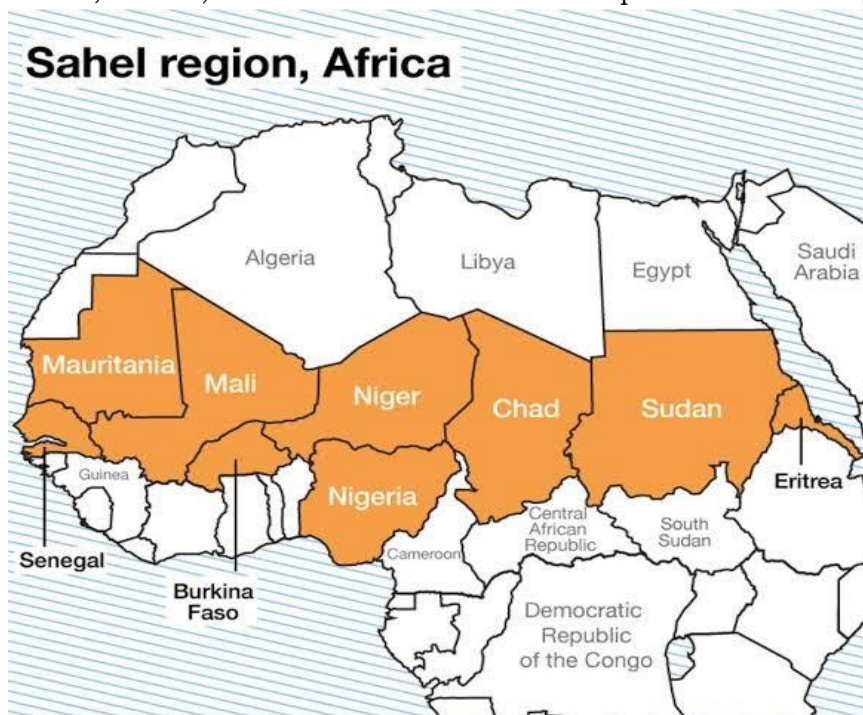 Sahel region, Africa
Algeria
Libya
Egypt
Saudi
Arabia
Mauritania
Mali
Niger
Chad
Sudan
Eritrea
Guinea
Nigeria
Senegal
Burkina
Faso
Cameroon
Central
African
Republic
South
Sudan
Democratic
Republic
of the Congo